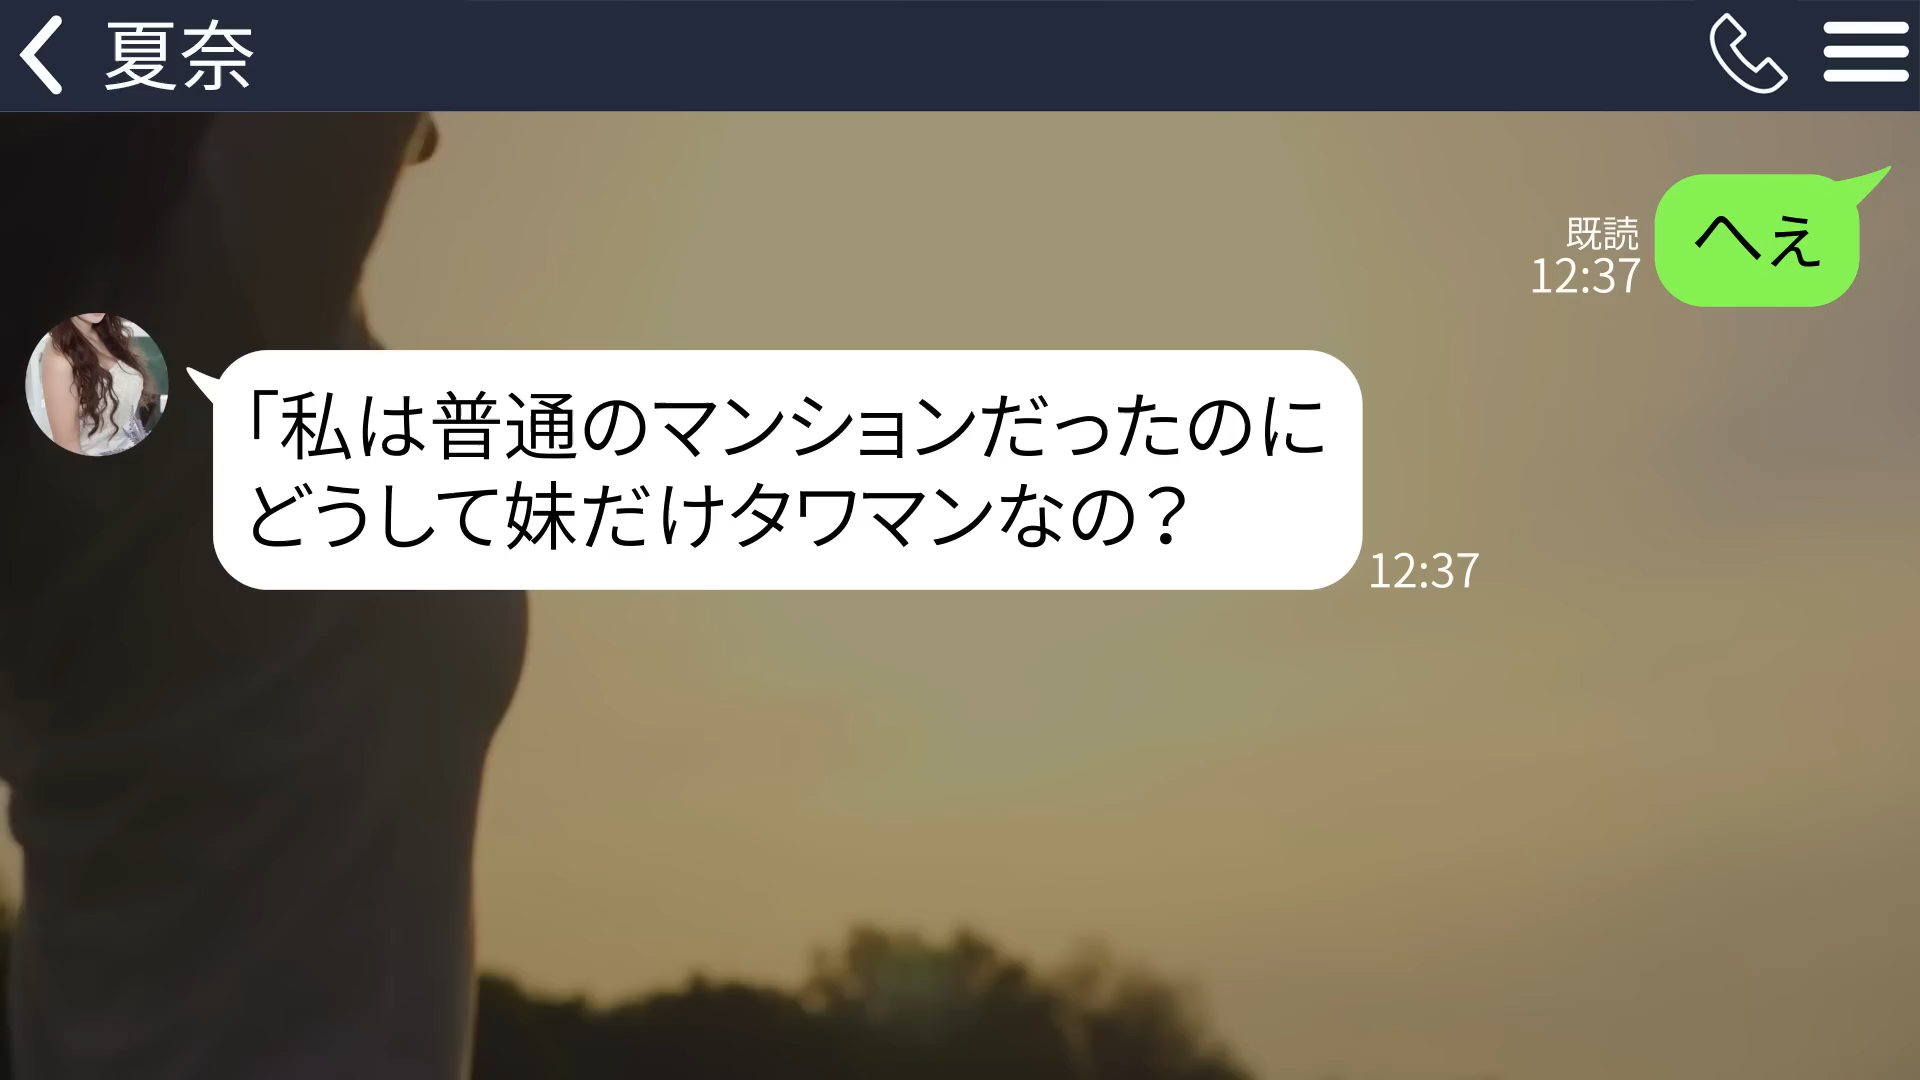 夏奈
へぇ
既読
12:37
「私は普通のマンションだったのに
どうして妹だけタワマンなの？
12:37